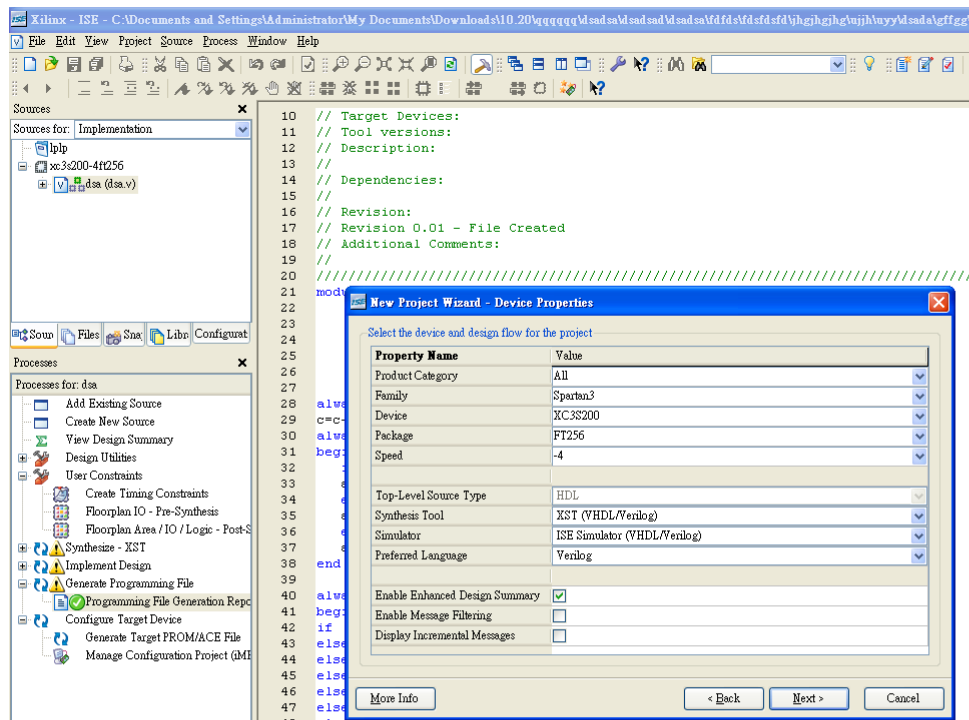 Xilinx - ISE - C:\Documents and Settings\Administrator\My Documents\Downloads\10.20\qqqqqq\dsadsa\dsadsad\dsadsa\fdfds\fdsfdsfd\jhgjhgjhg\ujjh\uyy\dsada\gffgg
File Edit View Project Source Process Window Help
Sources
Sources for: Implementation
lplp
xc3s200-4ft256
dsa (dsa.v)
Sour Files Sna Libr Configurat
Processes
Processes for: dsa
Add Existing Source
Create New Source
View Design Summary
Design Utilities
User Constraints
Create Timing Constraints
Floorplan IO - Pre-Synthesis
Floorplan Area / IO / Logic - Post-S
Synthesize - XST
Implement Design
Generate Programming File
Programming File Generation Repo
Configure Target Device
Generate Target PROM/ACE File
Manage Configuration Project (iMP
10 // Target Devices:
11 // Tool versions:
12 // Description:
13 //
14 // Dependencies:
15 //
16 // Revision:
17 // Revision 0.01 - File Created
18 // Additional Comments:
19 //
20 //////////////////////////////////////////////////////////////////////////////////
21 modu
22
23
24
25
26
27
28 alwa
29 c=c-
30 alwa
31 begi
32
33
34
35
36
37
38 end
39
40 alwa
41 begi
42 if
43 else
44 else
45 else
46 else
47 else
New Project Wizard - Device Properties
Select the device and design flow for the project
Property Name Value
Product Category All
Family Spartan3
Device XC3S200
Package FT256
Speed -4
Top-Level Source Type HDL
Synthesis Tool XST (VHDL/Verilog)
Simulator ISE Simulator (VHDL/Verilog)
Preferred Language Verilog
Enable Enhanced Design Summary
Enable Message Filtering
Display Incremental Messages
More Info < Back Next > Cancel